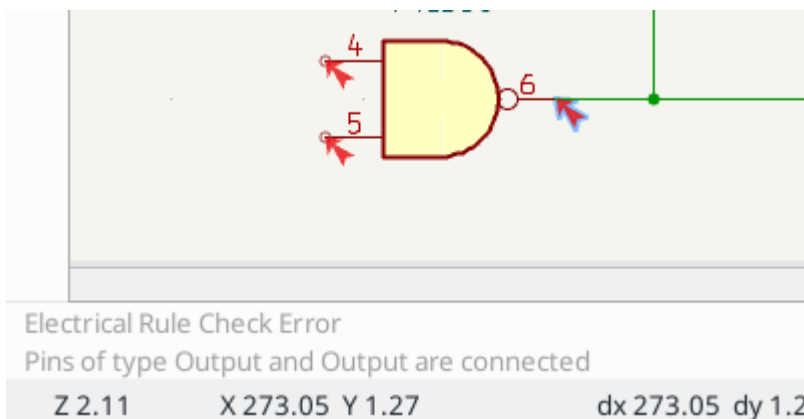 4
6
5
Electrical Rule Check Error
Pins of type Output and Output are connected
Z 2.11 X 273.05 Y 1.27 dx 273.05 dy